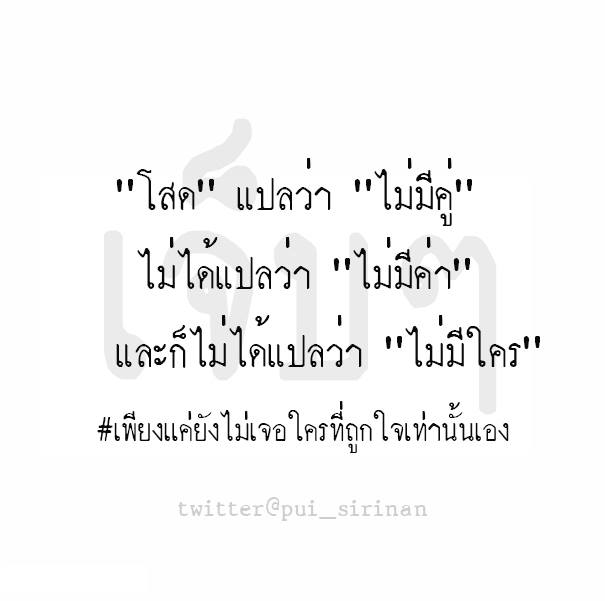 "โสด" แปลว่า "ไม่มีคู่"
ไม่ได้แปลว่า "ไม่มีค่า"
และก็ไม่ได้แปลว่า "ไม่มีใคร"
#เพียงแค่ยังไม่เจอใครที่ถูกใจเท่านั้นเอง
เจ็บๆ
twitter@pui_sirinan